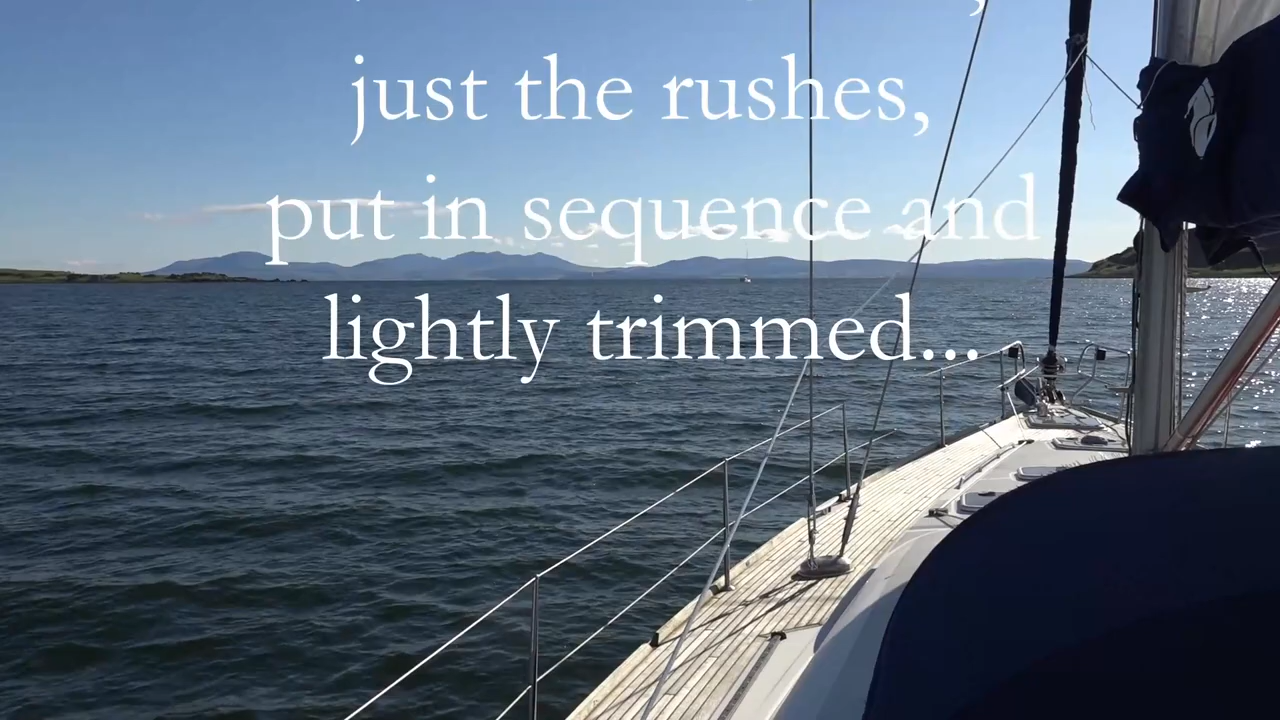 just the rushes,
put in sequence and
lightly trimmed...